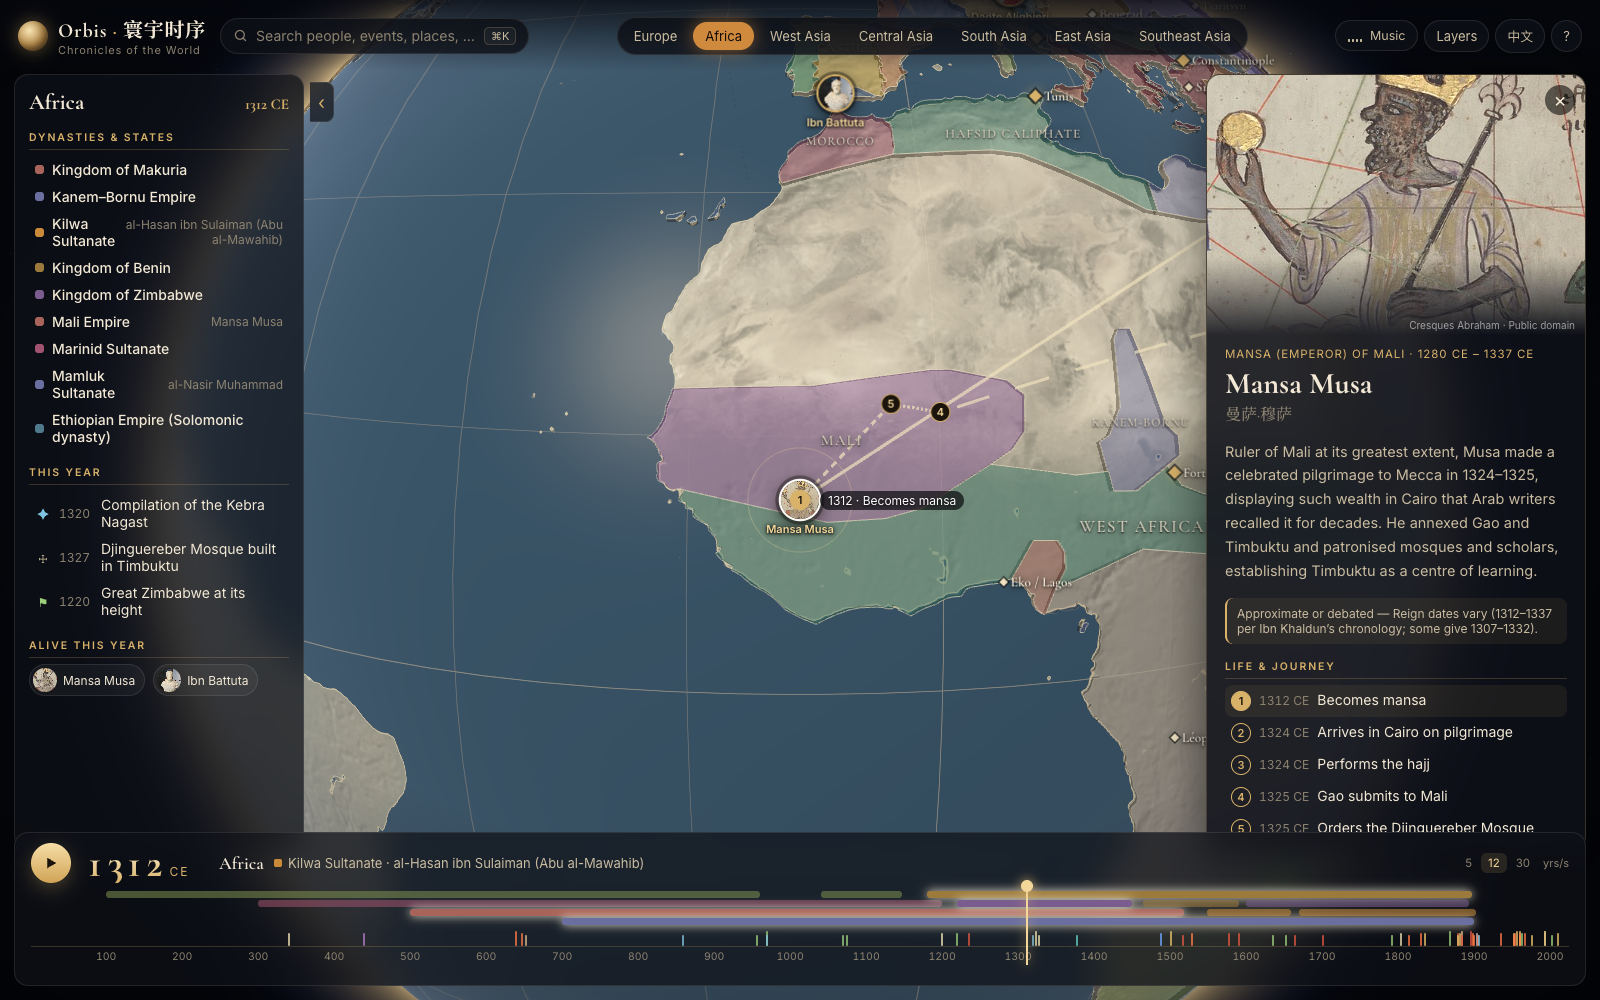 Orbis · 寰宇时序
Chronicles of the World
Search people, events, places, ... ⌘K
Europe Africa West Asia Central Asia South Asia East Asia Southeast Asia
Music Layers 中文 ?
Africa 1312 CE
DYNASTIES & STATES
Kingdom of Makuria
Kanem–Bornu Empire
Kilwa Sultanate al-Hasan ibn Sulaiman (Abu al-Mawahib)
Kingdom of Benin
Kingdom of Zimbabwe
Mali Empire Mansa Musa
Marinid Sultanate
Mamluk Sultanate al-Nasir Muhammad
Ethiopian Empire (Solomonic
dynasty)
THIS YEAR
1320 Compilation of the Kebra
Nagast
1327 Djinguereber Mosque built
in Timbuktu
1220 Great Zimbabwe at its
height
ALIVE THIS YEAR
Mansa Musa Ibn Battuta
Dante Alighieri
Belgrade
Constantinople
Tunis
Ibn Battuta
MOROCCO
HAFSID CALIPHATE
5
4
MALI
KANEM-BORNU
1
1312 · Becomes mansa
Mansa Musa
WEST AFRICA
Eko / Lagos
Cresques Abraham · Public domain
MANSA (EMPEROR) OF MALI · 1280 CE – 1337 CE
Mansa Musa
曼萨·穆萨
Ruler of Mali at its greatest extent, Musa made a
celebrated pilgrimage to Mecca in 1324–1325,
displaying such wealth in Cairo that Arab writers
recalled it for decades. He annexed Gao and
Timbuktu and patronised mosques and scholars,
establishing Timbuktu as a centre of learning.
Approximate or debated — Reign dates vary (1312–1337
per Ibn Khaldun's chronology; some give 1307–1332).
LIFE & JOURNEY
1 1312 CE Becomes mansa
2 1324 CE Arrives in Cairo on pilgrimage
3 1324 CE Performs the hajj
4 1325 CE Gao submits to Mali
5 1325 CE Orders the Djinguereber Mosque
1312 CE
Africa Kilwa Sultanate · al-Hasan ibn Sulaiman (Abu al-Mawahib)
5 12 30 yrs/s
100 200 300 400 500 600 700 800 900 1000 1100 1200 1300 1400 1500 1600 1700 1800 1900 2000